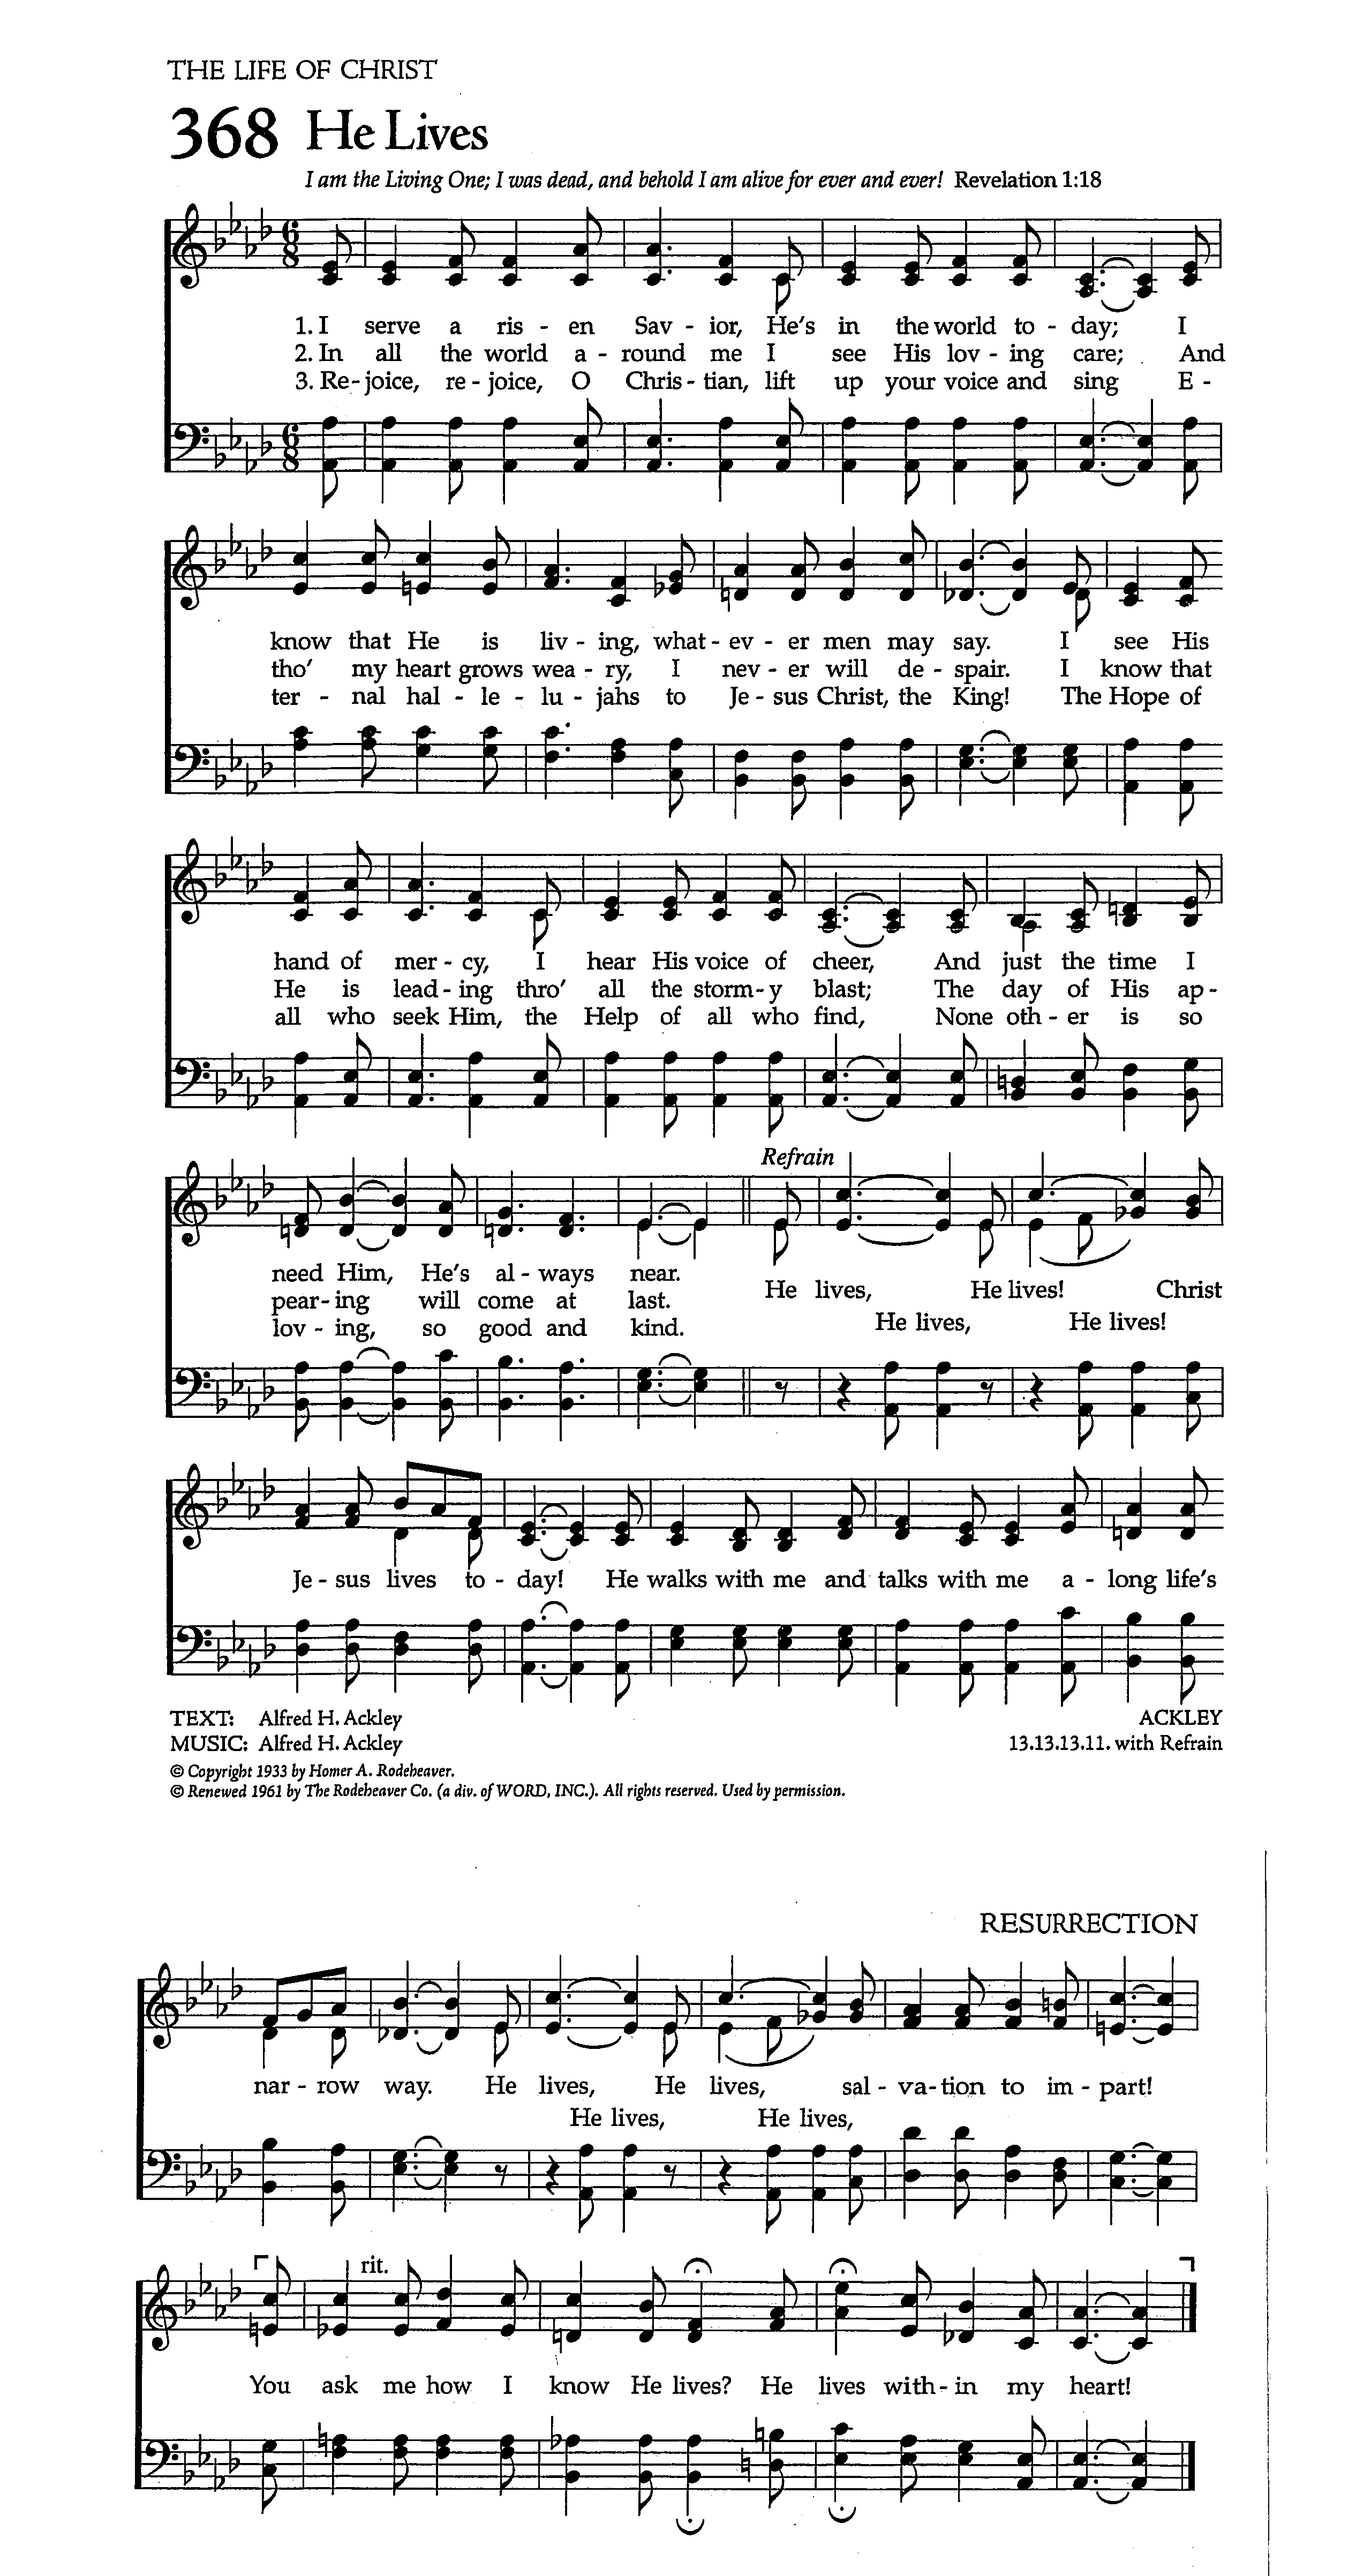 THE LIFE OF CHRIST
368 He Lives
I am the Living One; I was dead, and behold I am alive for ever and ever! Revelation 1:18
1. I serve a ris - en Sav - ior, He's in the world to - day; I
2. In all the world a - round me I see His lov - ing care; And
3. Re - joice, re - joice, O Chris - tian, lift up your voice and sing E -
know that He is liv - ing, what - ev - er men may say. I see His
tho' my heart grows wea - ry, I nev - er will de - spair. I know that
ter - nal hal - le - lu - jahs to Je - sus Christ, the King! The Hope of
hand of mer - cy, I hear His voice of cheer, And just the time I
He is lead - ing thro' all the storm - y blast; The day of His ap -
all who seek Him, the Help of all who find, None oth - er is so
Refrain
need Him, He's al - ways near. He lives, He lives! Christ
pear - ing will come at last.
lov - ing, so good and kind. He lives, He lives!
Je - sus lives to - day! He walks with me and talks with me a - long life's
TEXT: Alfred H. Ackley ACKLEY
MUSIC: Alfred H. Ackley 13.13.13.11. with Refrain
© Copyright 1933 by Homer A. Rodeheaver.
© Renewed 1961 by The Rodeheaver Co. (a div. of WORD, INC.). All rights reserved. Used by permission.
RESURRECTION
nar - row way. He lives, He lives, sal - va - tion to im - part!
He lives, He lives,
rit.
You ask me how I know He lives? He lives with - in my heart!